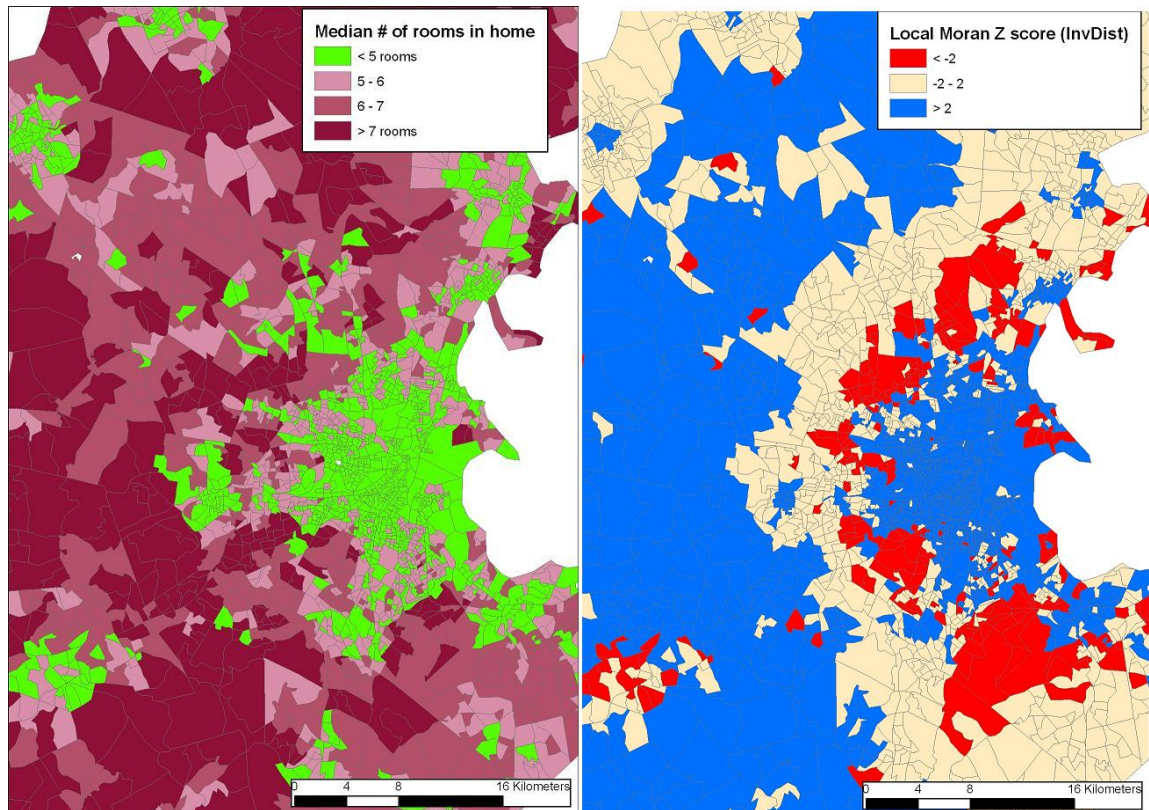 Median # of rooms in home
< 5 rooms
5 - 6
6 - 7
> 7 rooms
0 4 8 16 Kilometers
Local Moran Z score (InvDist)
< -2
-2 - 2
> 2
0 4 8 16 Kilometers